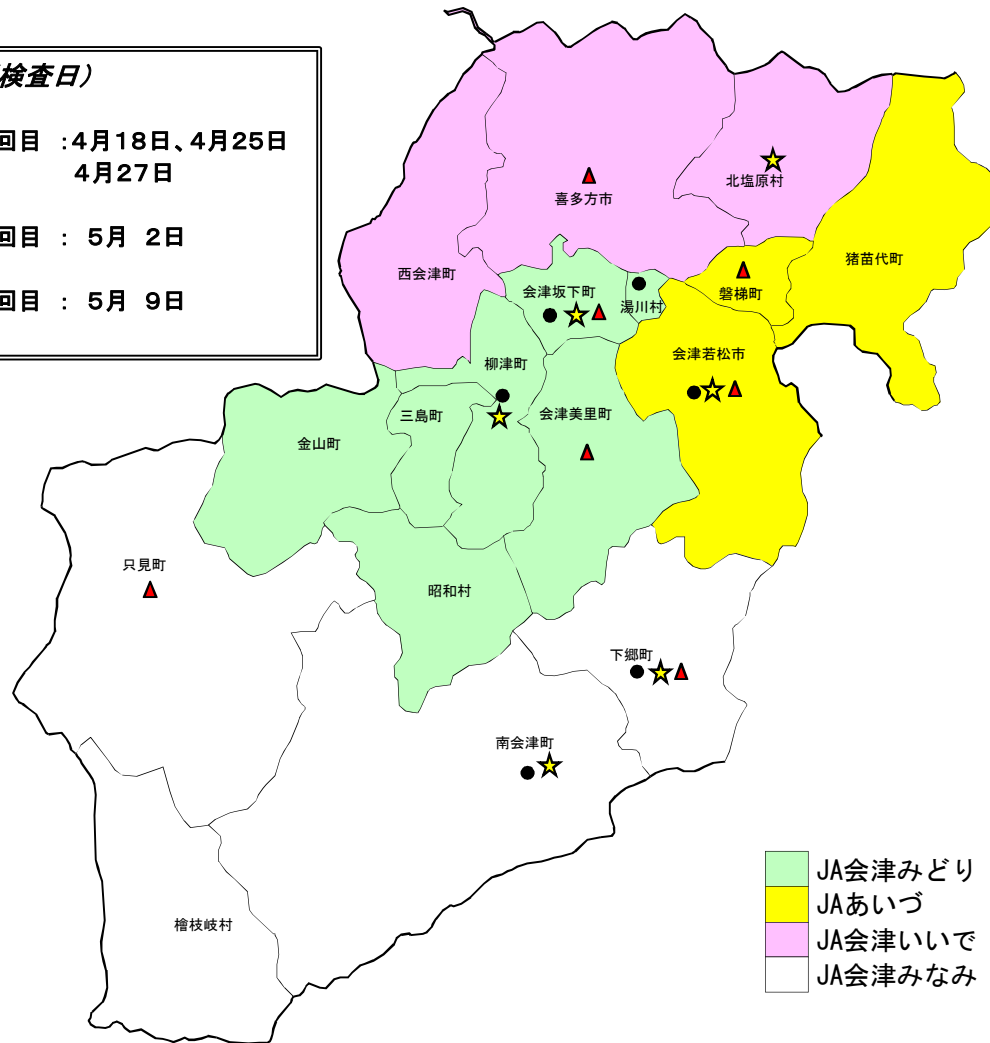 検査日)
回目 :4月18日、4月25日
4月27日
回目 : 5月 2日
回目 : 5月 9日
北塩原村
喜多方市
猪苗代町
西会津町
会津坂下町
湯川村
磐梯町
会津若松市
柳津町
三島町
会津美里町
金山町
只見町
昭和村
下郷町
南会津町
檜枝岐村
JA会津みどり
JAあいづ
JA会津いいで
JA会津みなみ